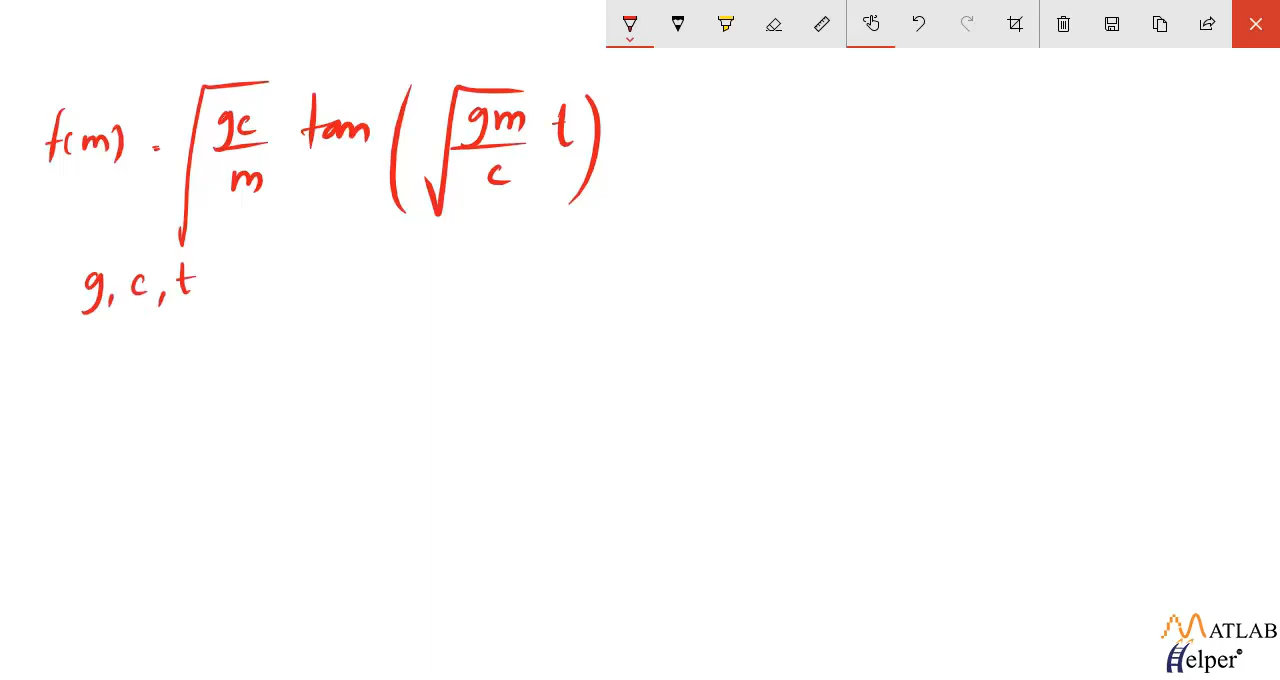 f(m) = √(gc/m) tan(√(gm/c) t)
g, c, t
MATLAB
Helper